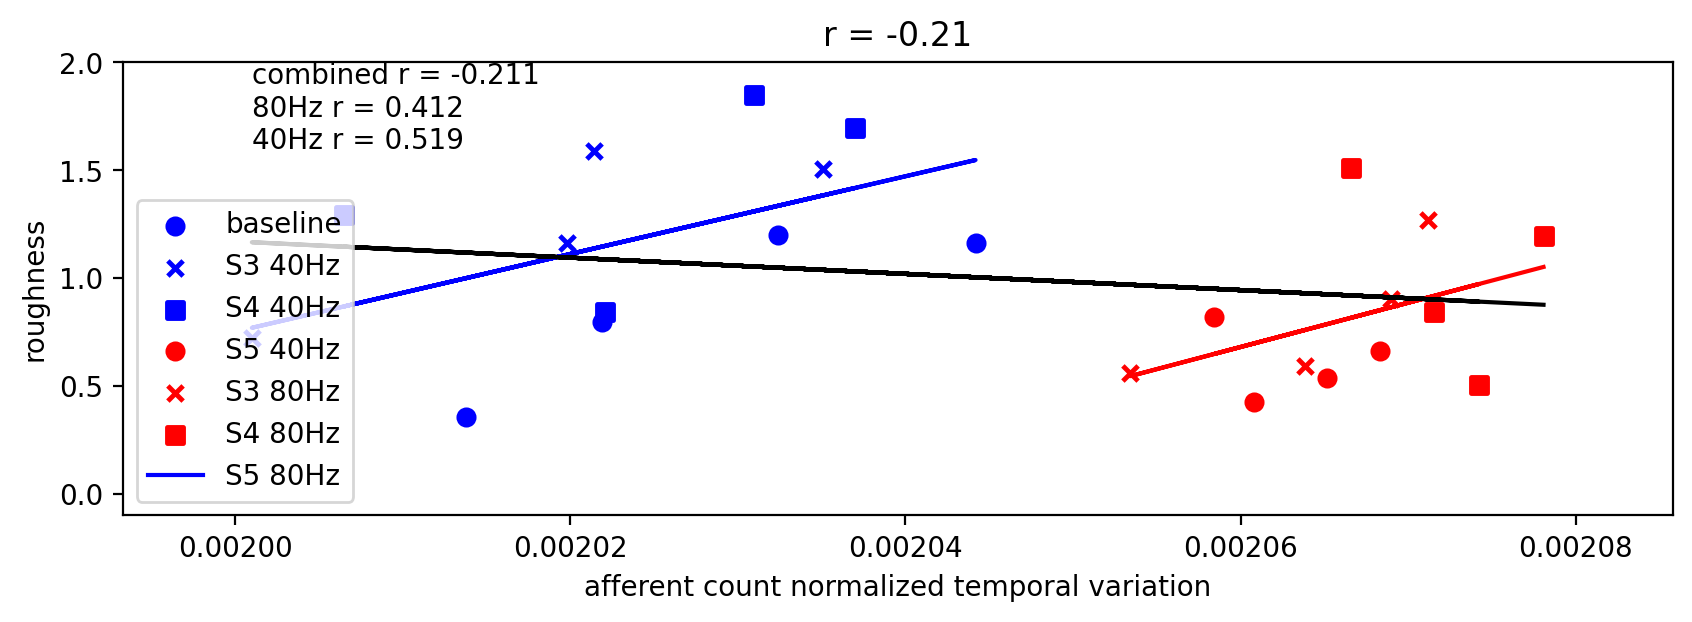 r = -0.21
combined r = -0.211
80Hz r = 0.412
40Hz r = 0.519
baseline
S3 40Hz
S4 40Hz
S5 40Hz
S3 80Hz
S4 80Hz
S5 80Hz
roughness
2.0
1.5
1.0
0.5
0.0
0.00200 0.00202 0.00204 0.00206 0.00208
afferent count normalized temporal variation